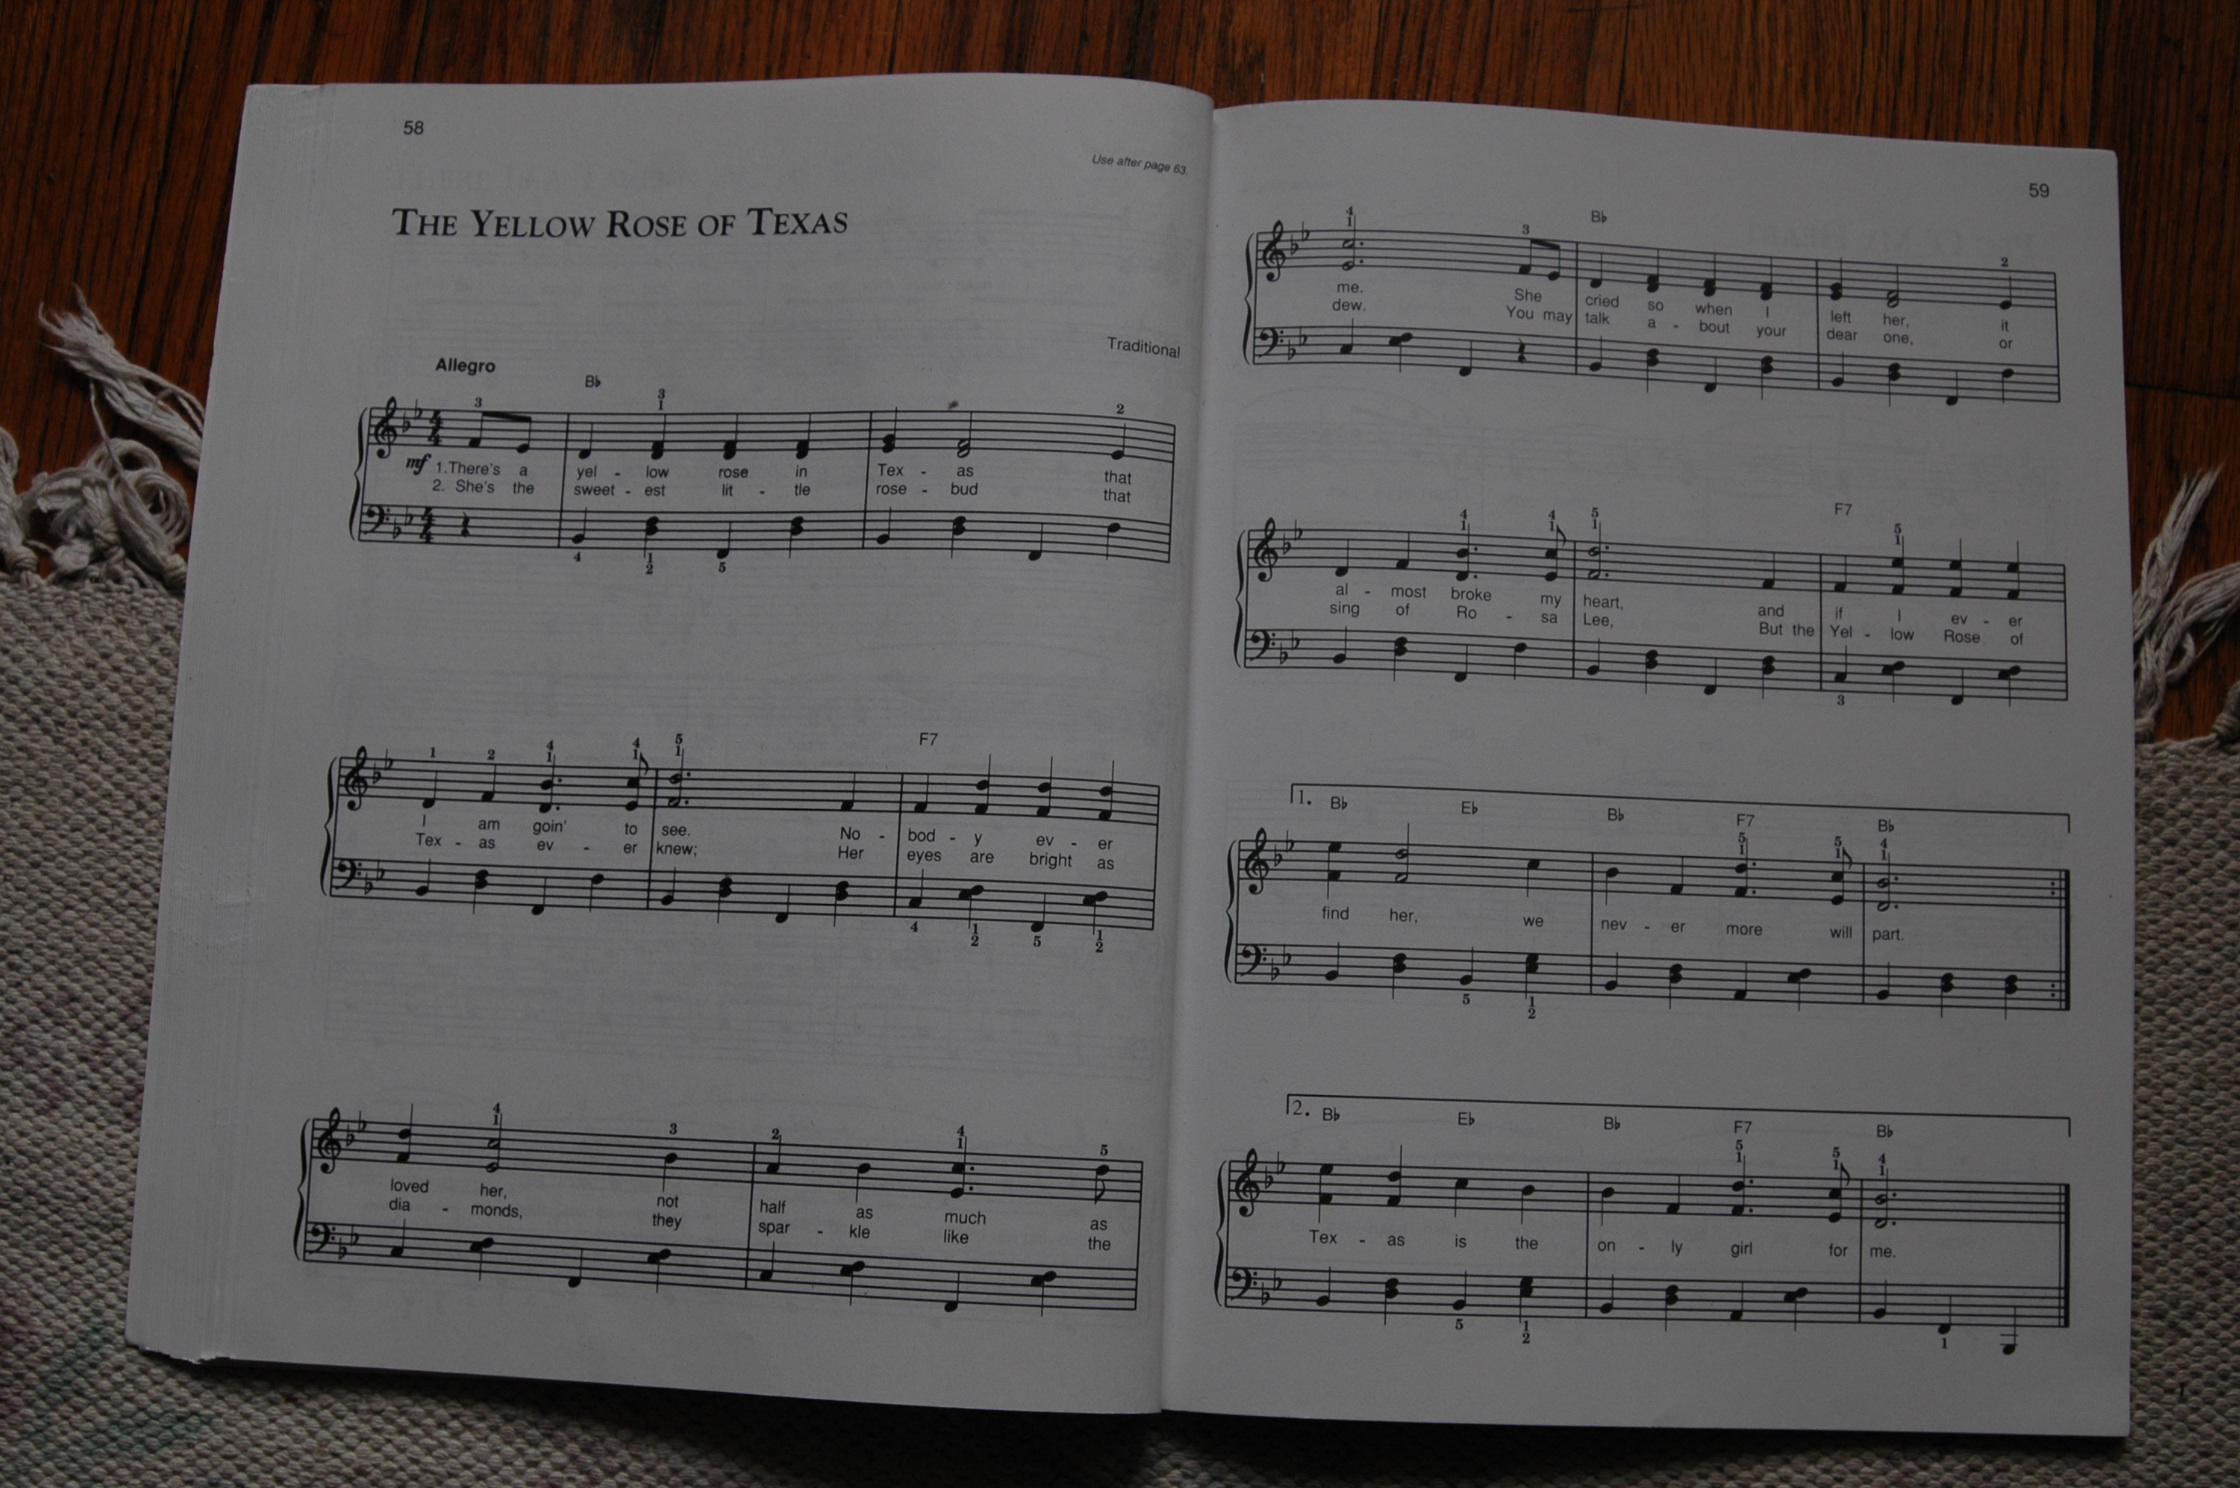 58
Use after page 63.
THE YELLOW ROSE OF TEXAS
Traditional
Allegro
B♭
3 3 1 2
mf 1.There's a yel - low rose in Tex - as that
2. She's the sweet - est lit - tle rose - bud that
4 1 2 5
F7
1 2 4 1 4 1 5 1
I am goin' to see. No - bod - y ev - er
Tex - as ev - er knew; Her eyes are bright as
4 1 2 5 1 2
4 1 3 2 4 1 5
loved her, not half as much as
dia - monds, they spar - kle like the
59
B♭
4 1 3 2
me. She cried so when I left her, it
dew. You may talk a - bout your dear one, or
F7
4 1 4 1 5 1 5 1
al - most broke my heart, and if I ev - er
sing of Ro - sa Lee, But the Yel - low Rose of
3
1. B♭ E♭ B♭ F7 B♭
5 1 5 1 4 1
find her, we nev - er more will part.
5 1 2
2. B♭ E♭ B♭ F7 B♭
5 1 5 1 4 1
Tex - as is the on - ly girl for me.
5 1 2 1